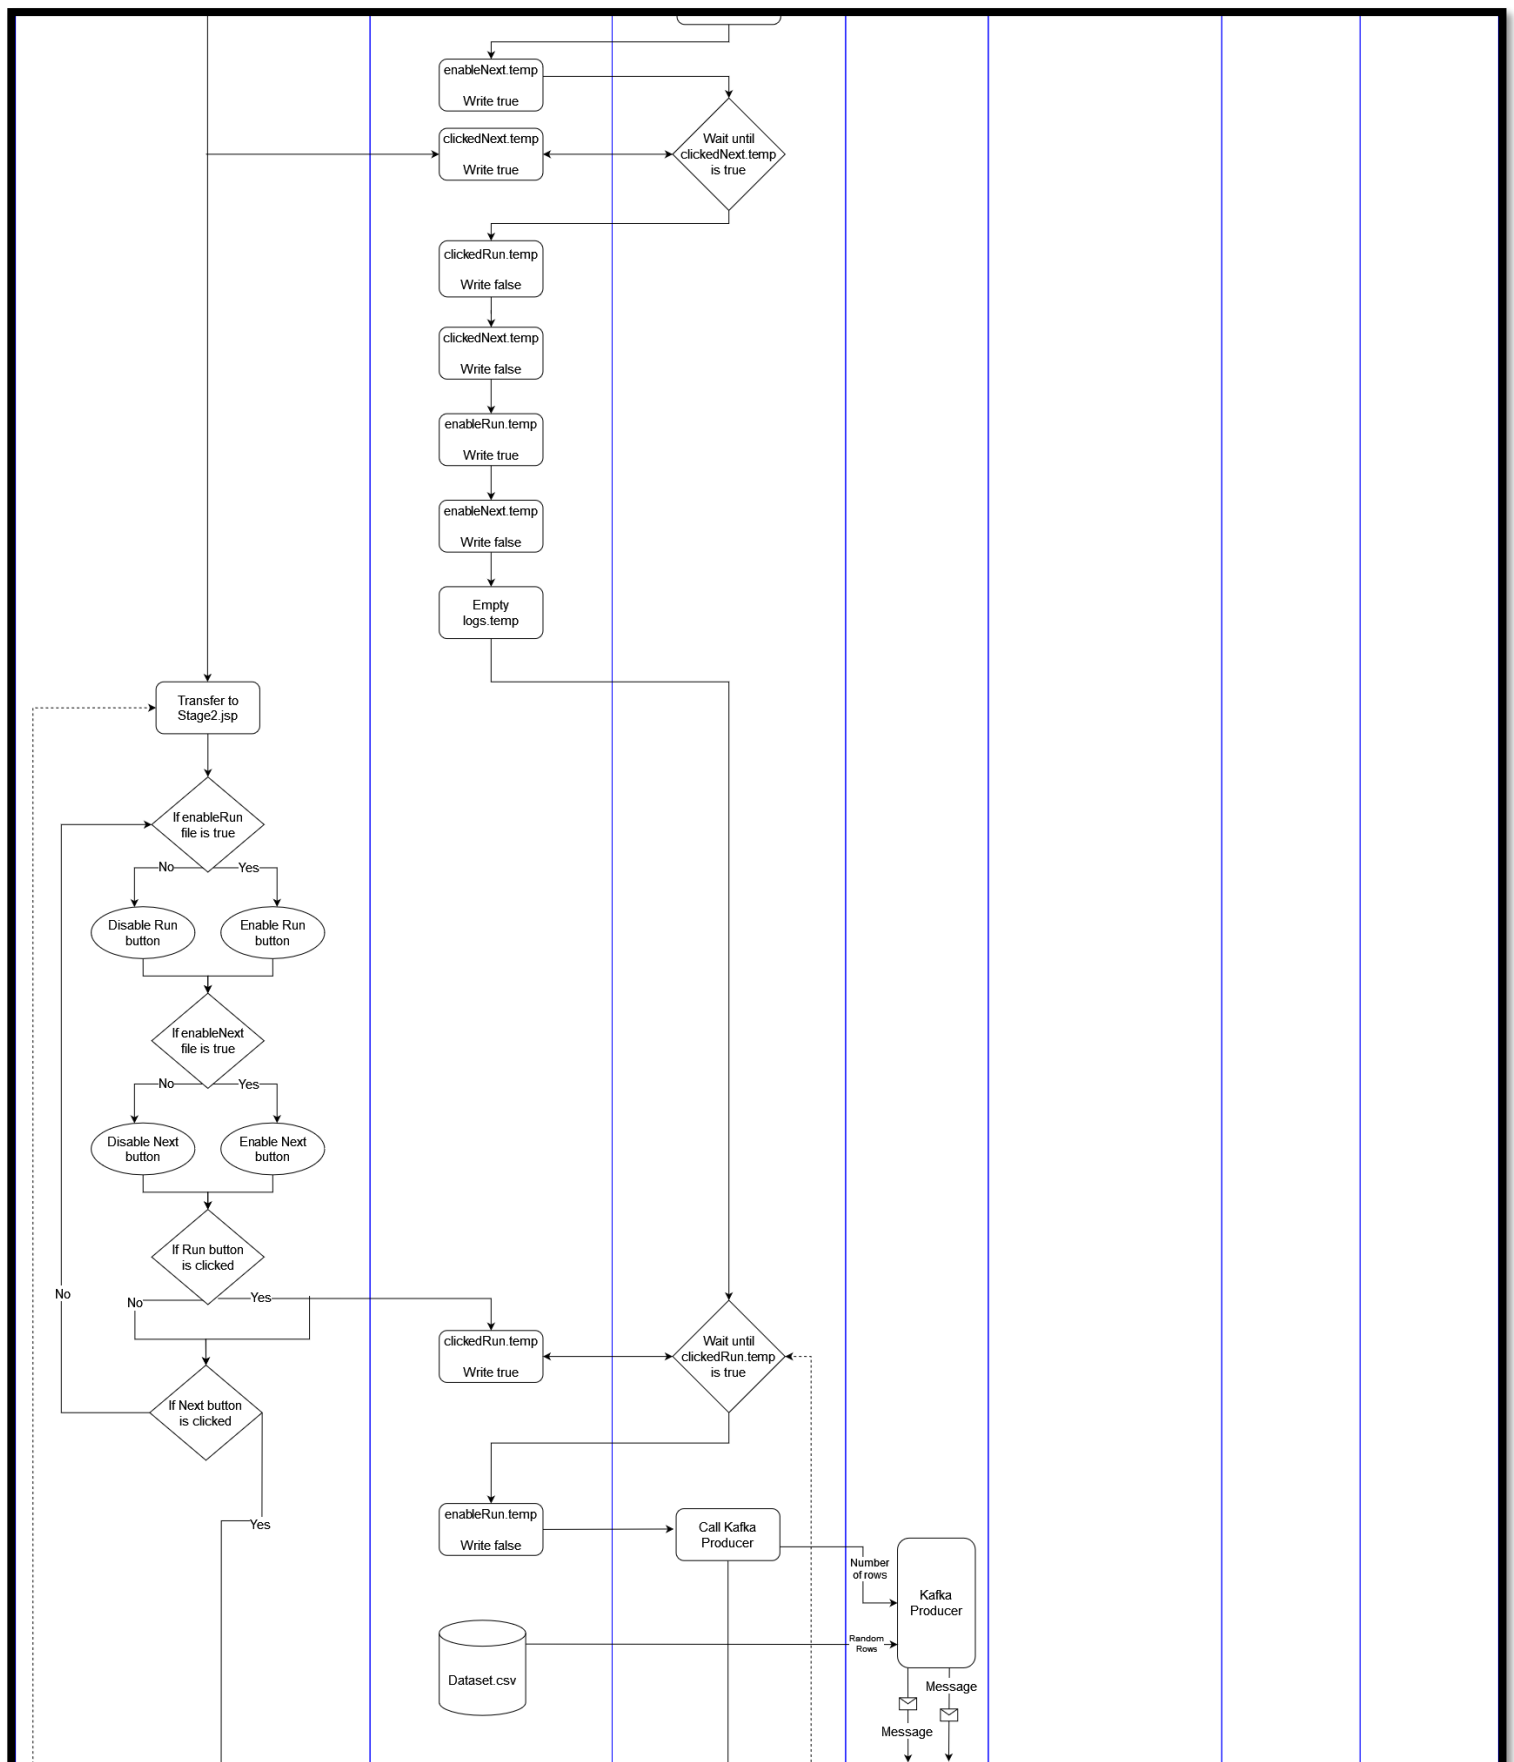 enableNext.temp
Write true
clickedNext.temp
Write true
Wait until
clickedNext.temp
is true
clickedRun.temp
Write false
clickedNext.temp
Write false
enableRun.temp
Write true
enableNext.temp
Write false
Empty
logs.temp
Transfer to
Stage2.jsp
If enableRun
file is true
No
Yes
Disable Run
button
Enable Run
button
If enableNext
file is true
No
Yes
Disable Next
button
Enable Next
button
If Run button
is clicked
No
No
Yes
clickedRun.temp
Write true
Wait until
clickedRun.temp
is true
If Next button
is clicked
Yes
enableRun.temp
Write false
Call Kafka
Producer
Number
of rows
Kafka
Producer
Random
Rows
Dataset.csv
Message
Message